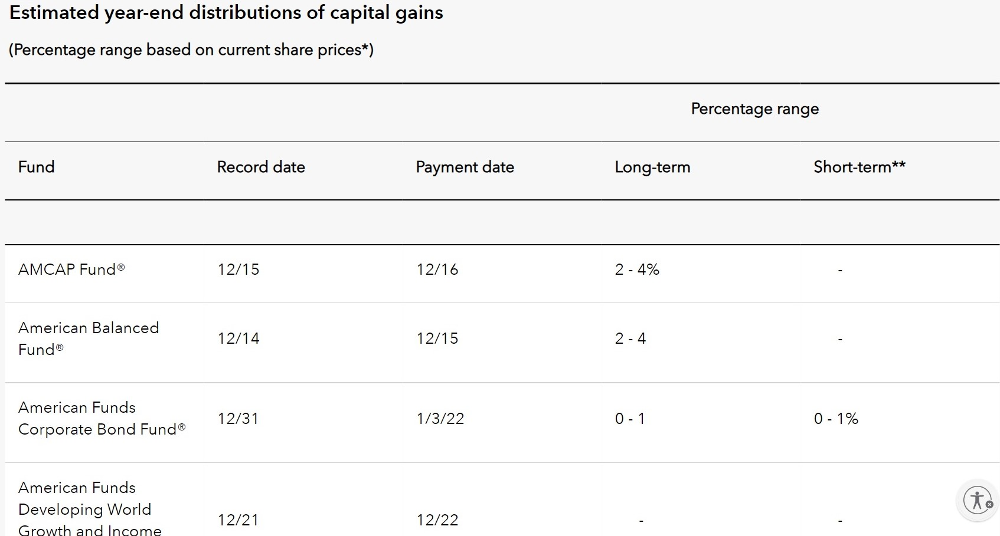 Estimated year-end distributions of capital gains
(Percentage range based on current share prices*)
Percentage range
Fund Record date Payment date Long-term Short-term**
AMCAP Fund® 12/15 12/16 2 - 4% -
American Balanced
Fund® 12/14 12/15 2 - 4 -
American Funds
Corporate Bond Fund® 12/31 1/3/22 0 - 1 0 - 1%
American Funds
Developing World
Growth and Income 12/21 12/22 - -